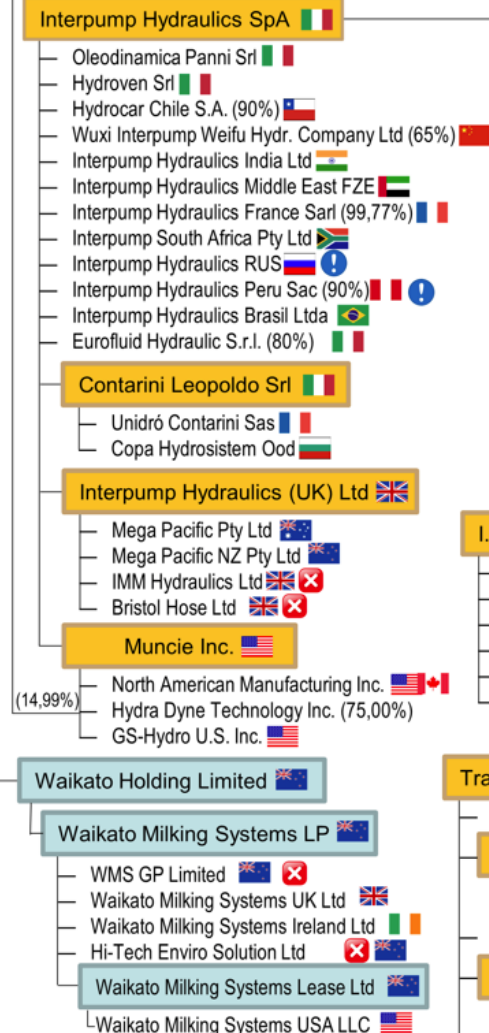 Interpump Hydraulics SpA
Oleodinamica Panni Srl
Hydroven Srl
Hydrocar Chile S.A. (90%)
Wuxi Interpump Weifu Hydr. Company Ltd (65%)
Interpump Hydraulics India Ltd
Interpump Hydraulics Middle East FZE
Interpump Hydraulics France Sarl (99,77%)
Interpump South Africa Pty Ltd
Interpump Hydraulics RUS
Interpump Hydraulics Peru Sac (90%)
Interpump Hydraulics Brasil Ltda
Eurofluid Hydraulic S.r.l. (80%)
Contarini Leopoldo Srl
Unidró Contarini Sas
Copa Hydrosistem Ood
Interpump Hydraulics (UK) Ltd
Mega Pacific Pty Ltd
Mega Pacific NZ Pty Ltd
I.
IMM Hydraulics Ltd
Bristol Hose Ltd
Muncie Inc.
North American Manufacturing Inc.
(14,99%)
Hydra Dyne Technology Inc. (75,00%)
GS-Hydro U.S. Inc.
Waikato Holding Limited
Tra
Waikato Milking Systems LP
WMS GP Limited
Waikato Milking Systems UK Ltd
Waikato Milking Systems Ireland Ltd
Hi-Tech Enviro Solution Ltd
Waikato Milking Systems Lease Ltd
Waikato Milking Systems USA LLC